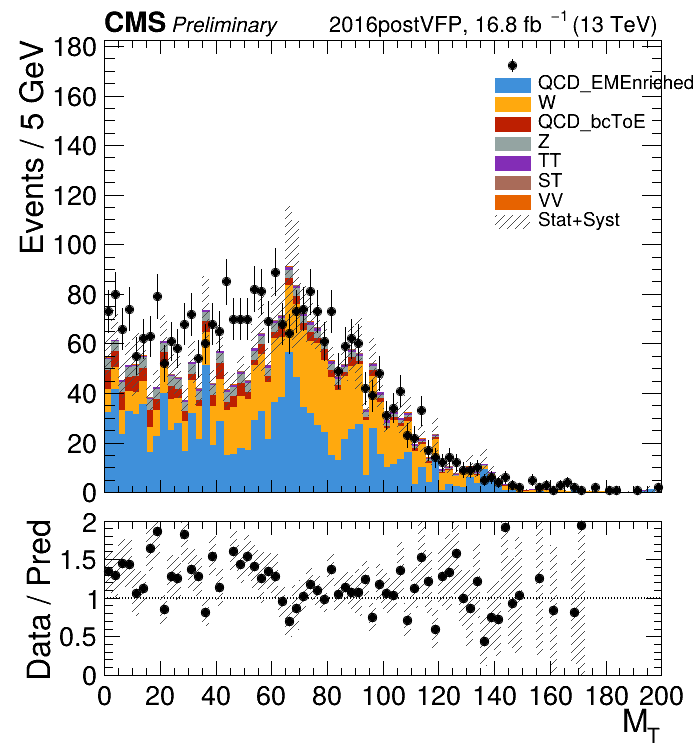 CMS Preliminary 2016postVFP, 16.8 fb⁻¹ (13 TeV)
Events / 5 GeV
180
160
140
120
100
80
60
40
20
0
QCD_EMEnriched
W
QCD_bcToE
Z
TT
ST
VV
Stat+Syst
Data / Pred
2
1.5
1
0.5
0
0 20 40 60 80 100 120 140 160 180 200
M_T